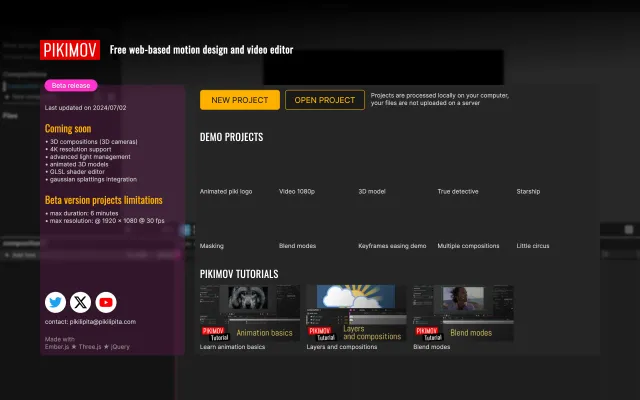 PIKIMOV
Free web-based motion design and video editor
Beta release
Last updated on 2024/07/02
Coming soon
• 3D compositions (3D cameras)
• 4K resolution support
• advanced light management
• animated 3D models
• GLSL shader editor
• gaussian splattings integration
Beta version projects limitations
• max duration: 6 minutes
• max resolution: @ 1920 × 1080 @ 30 fps
contact: pikilipita@pikilipita.com
Made with
Ember.js ★ Three.js ★ jQuery
NEW PROJECT
OPEN PROJECT
Projects are processed locally on your computer,
your files are not uploaded on a server
DEMO PROJECTS
Animated piki logo
Video 1080p
3D model
True detective
Starship
Masking
Blend modes
Keyframes easing demo
Multiple compositions
Little circus
PIKIMOV TUTORIALS
PIKIMOV
Tutorial
Animation basics
Learn animation basics
PIKIMOV
Tutorial
Layers
and compositions
Layers and compositions
PIKIMOV
Tutorial
Blend modes
Blend modes